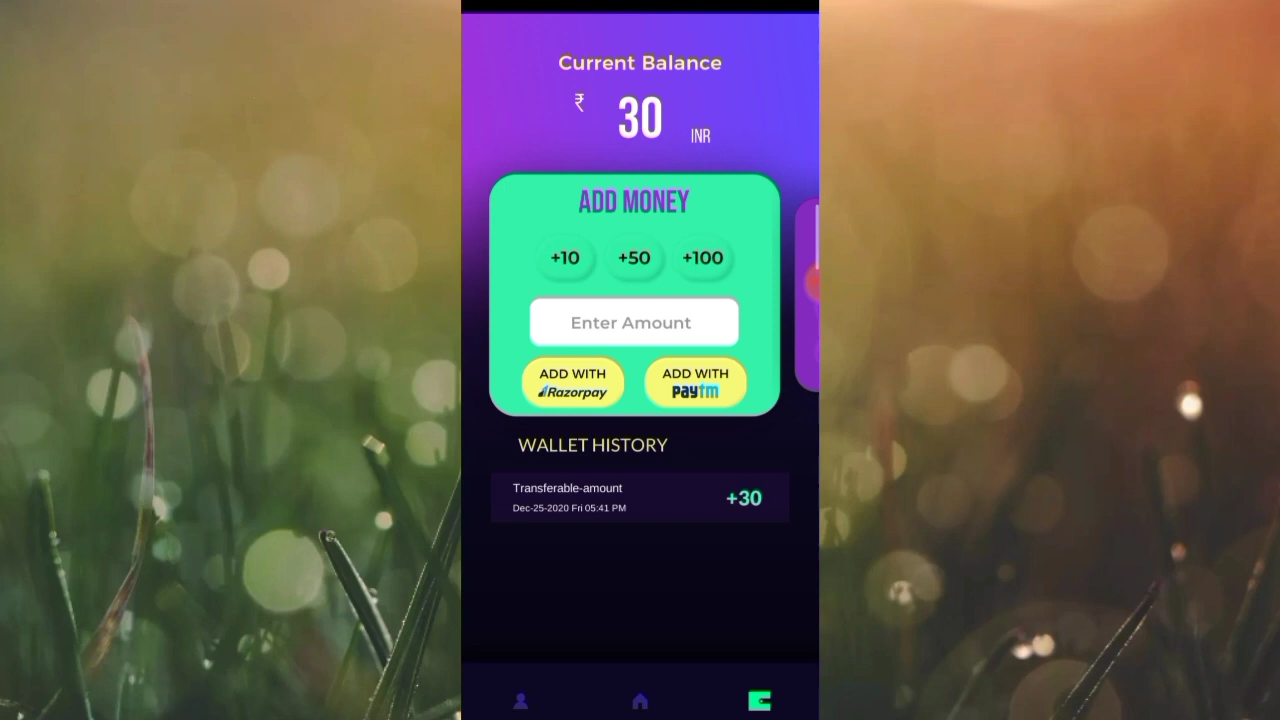 Current Balance
₹ 30 INR
ADD MONEY
+10 +50 +100
Enter Amount
ADD WITH ADD WITH
Razorpay paytm
WALLET HISTORY
Transferable-amount
+30
Dec-25-2020 Fri 05:41 PM